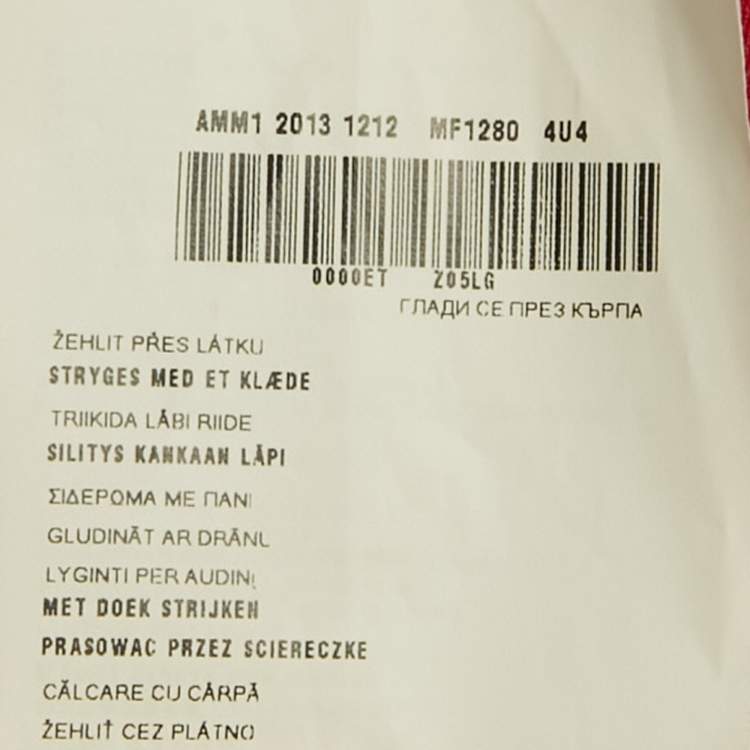 AMM1 2013 1212 MF1280 4U4
0000ET Z05LG
ГЛАДИ СЕ ПРЕЗ КЪРПА
ŽEHLIT PŘES LÁTKU
STRYGES MED ET KLÆDE
TRIIKIDA LÄBI RIIDE
SILITYS KANKAAN LÄPI
ΣΙΔΕΡΩΜΑ ΜΕ ΠΑΝΙ
GLUDINĀT AR DRĀNU
LYGINTI PER AUDINĮ
MET DOEK STRIJKEN
PRASOWAC PRZEZ SCIERECZKE
CĂLCARE CU CÂRPĂ
ŽEHLIŤ CEZ PLÁTNO